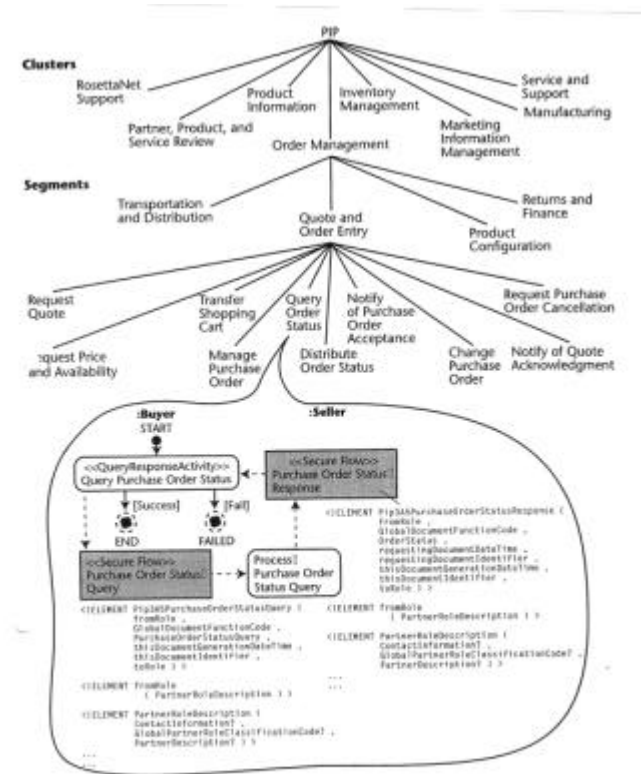 PIP
Clusters
RosettaNet
Support
Product
Information
Inventory
Management
Service and
Support
Manufacturing
Partner, Product, and
Service Review
Order Management
Marketing
Information
Management
Segments
Transportation
and Distribution
Quote and
Order Entry
Returns and
Finance
Product
Configuration
Request
Quote
Transfer
Shopping
Cart
Query
Order
Status
Notify
of Purchase
Order
Acceptance
Request Purchase
Order Cancellation
:quest Price
and Availability
Manage
Purchase
Order
Distribute
Order Status
Change
Purchase
Order
Notify of Quote
Acknowledgment
:Buyer
:Seller
START
<<QueryResponseActivity>>
Query Purchase Order Status
<<Secure Flow>>
Purchase Order Status
Response
[Success]
[Fail]
END
FAILED
<<Secure Flow>>
Purchase Order Status
Query
Process
Purchase Order
Status Query
<!ELEMENT Pip3A5PurchaseOrderStatusResponse (
fromRole ,
GlobalDocumentFunctionCode ,
OrderStatus ,
requestingDocumentDateTime ,
requestingDocumentIdentifier ,
thisDocumentGenerationDateTime ,
thisDocumentIdentifier ,
toRole ) >
<!ELEMENT fromRole
( PartnerRoleDescription ) >
<!ELEMENT PartnerRoleDescription (
ContactInformation? ,
GlobalPartnerRoleClassificationCode? ,
PartnerDescription? ) >
...
...
<!ELEMENT Pip3A5PurchaseOrderStatusQuery (
fromRole ,
GlobalDocumentFunctionCode ,
PurchaseOrderStatusQuery ,
thisDocumentGenerationDateTime ,
thisDocumentIdentifier ,
toRole ) >
<!ELEMENT fromRole
( PartnerRoleDescription ) >
<!ELEMENT PartnerRoleDescription (
ContactInformation? ,
GlobalPartnerRoleClassificationCode? ,
PartnerDescription? ) >
...
...